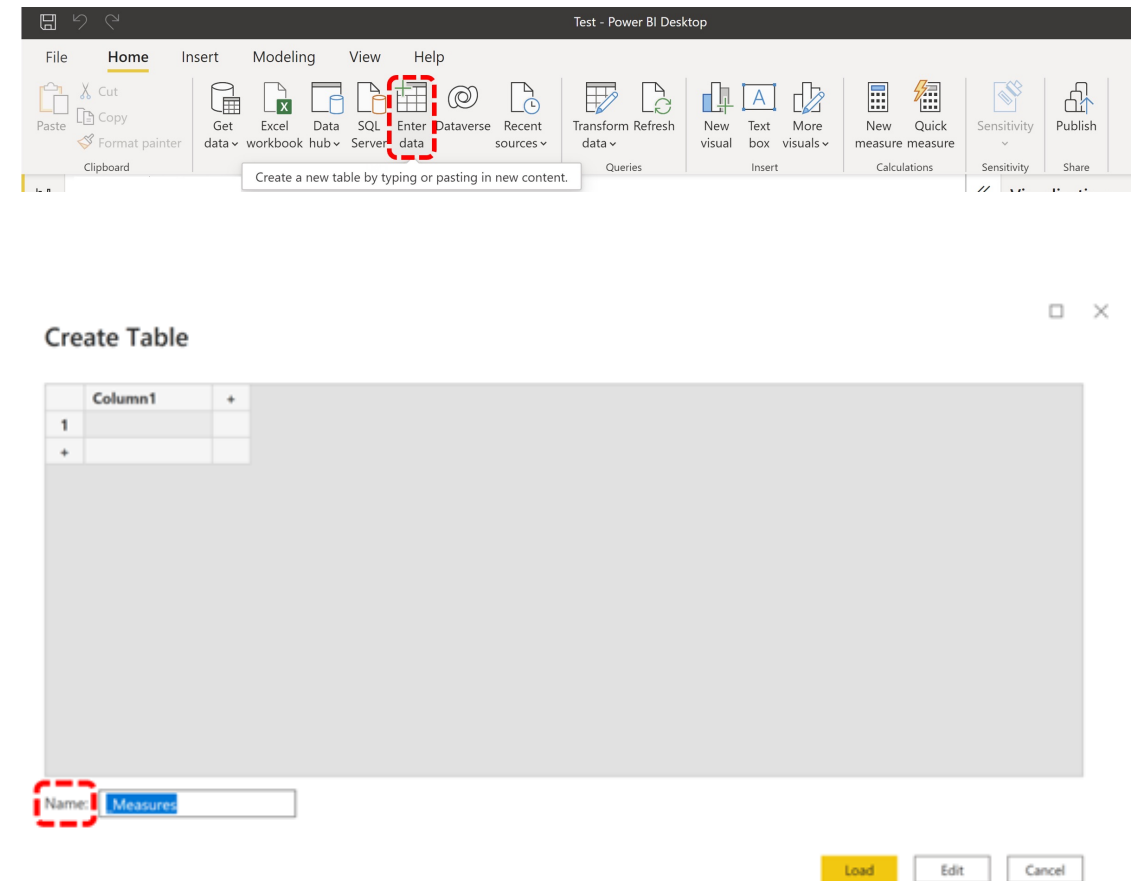 Test - Power BI Desktop
File Home Insert Modeling View Help
Cut
Copy
Format painter
Paste
Get data
Excel workbook
Data hub
SQL Server
Enter data
Dataverse
Recent sources
Transform data
Refresh
New visual
Text box
A
More visuals
New measure
Quick measure
Sensitivity
Publish
Clipboard
Queries
Insert
Calculations
Sensitivity
Share
Create a new table by typing or pasting in new content.
Create Table
Column1 +
1
+
Name: Measures
Load Edit Cancel